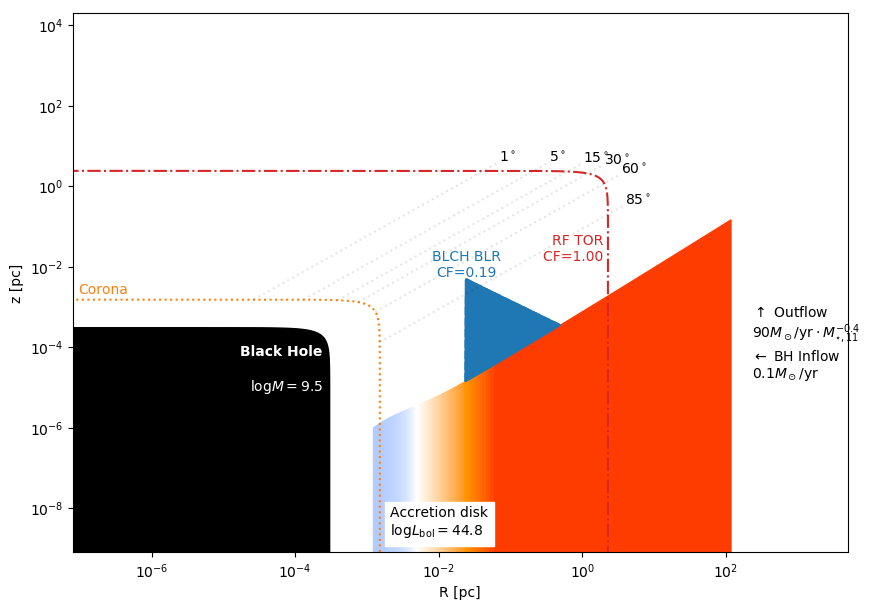 10⁴
10²
10⁰
10⁻²
10⁻⁴
10⁻⁶
10⁻⁸
z [pc]
1°
5°
15°
30°
60°
85°
RF TOR
CF=1.00
BLCH BLR
CF=0.19
Corona
Black Hole
logM = 9.5
↑ Outflow
90M⊙/yr · M⋆,11^−0.4
← BH Inflow
0.1M⊙/yr
Accretion disk
logL_bol = 44.8
10⁻⁶
10⁻⁴
10⁻²
10⁰
10²
R [pc]